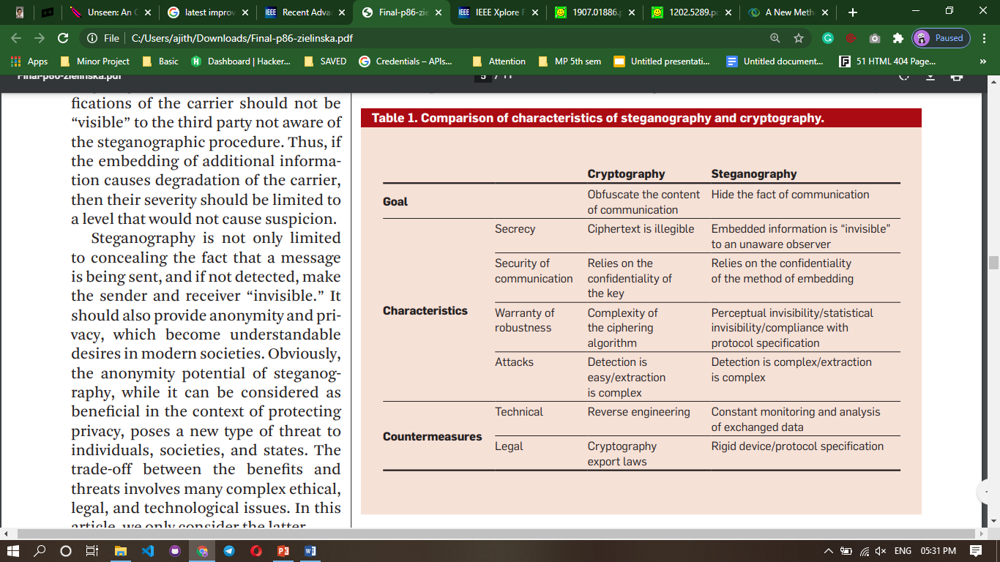 Unseen: An C
latest improv
Recent Adva
Final-p86-zie
IEEE Xplore F
1907.01886.p
1202.5289.pd
A New Meth
File C:/Users/ajith/Downloads/Final-p86-zielinska.pdf
Paused
Apps Minor Project Basic Dashboard | Hacker... SAVED Credentials – APIs... Attention MP 5th sem Untitled presentati... Untitled document... 51 HTML 404 Page... »
Final-p86-zielinska.pdf 5 / 11
fications of the carrier should not be
“visible” to the third party not aware of
the steganographic procedure. Thus, if
the embedding of additional informa-
tion causes degradation of the carrier,
then their severity should be limited to
a level that would not cause suspicion.
Steganography is not only limited
to concealing the fact that a message
is being sent, and if not detected, make
the sender and receiver “invisible.” It
should also provide anonymity and pri-
vacy, which become understandable
desires in modern societies. Obviously,
the anonymity potential of steganog-
raphy, while it can be considered as
beneficial in the context of protecting
privacy, poses a new type of threat to
individuals, societies, and states. The
trade-off between the benefits and
threats involves many complex ethical,
legal, and technological issues. In this
article, we only consider the latter
Table 1. Comparison of characteristics of steganography and cryptography.
Cryptography Steganography
Goal
Obfuscate the content
of communication
Hide the fact of communication
Characteristics
Secrecy
Ciphertext is illegible
Embedded information is “invisible”
to an unaware observer
Security of
communication
Relies on the
confidentiality of
the key
Relies on the confidentiality
of the method of embedding
Warranty of
robustness
Complexity of
the ciphering
algorithm
Perceptual invisibility/statistical
invisibility/compliance with
protocol specification
Attacks
Detection is
easy/extraction
is complex
Detection is complex/extraction
is complex
Countermeasures
Technical
Reverse engineering
Constant monitoring and analysis
of exchanged data
Legal
Cryptography
export laws
Rigid device/protocol specification
ENG 05:31 PM